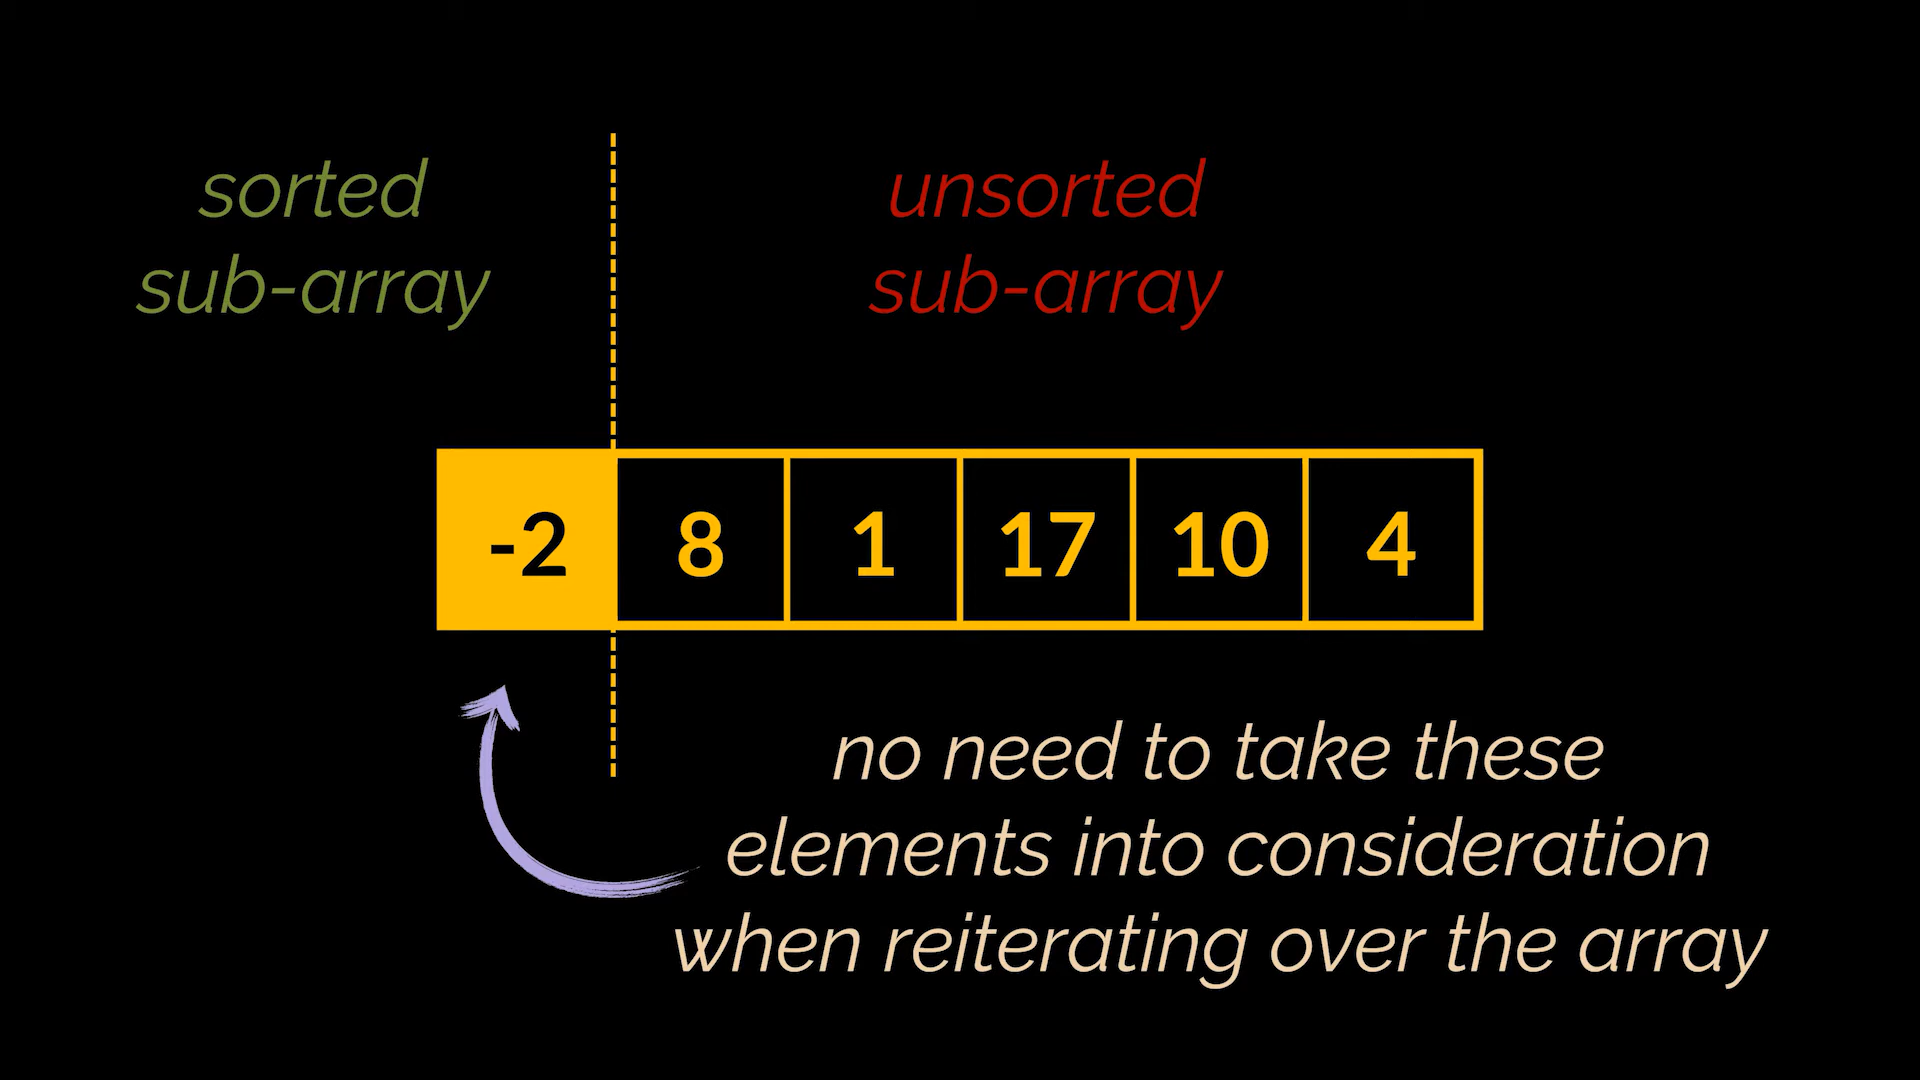 sorted
sub-array
unsorted
sub-array
-2 8 1 17 10 4
no need to take these
elements into consideration
when reiterating over the array